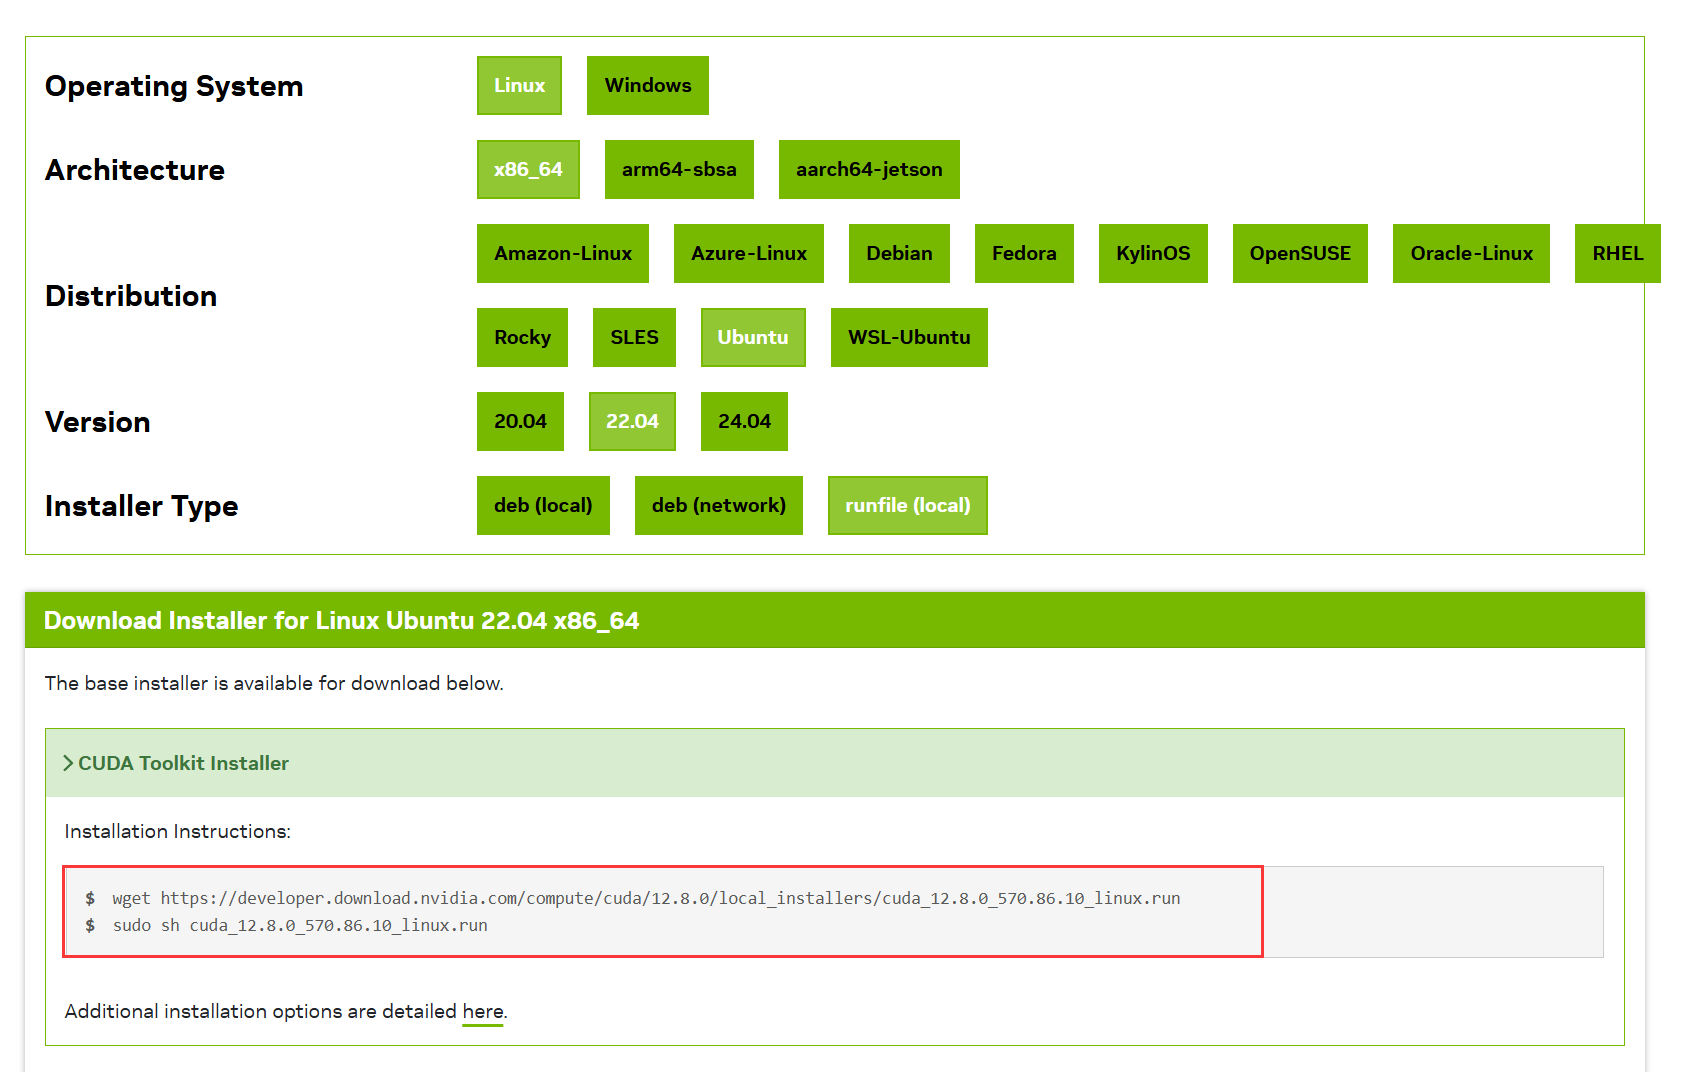 Operating System
Linux Windows
Architecture
x86_64 arm64-sbsa aarch64-jetson
Distribution
Amazon-Linux Azure-Linux Debian Fedora KylinOS OpenSUSE Oracle-Linux RHEL
Rocky SLES Ubuntu WSL-Ubuntu
Version
20.04 22.04 24.04
Installer Type
deb (local) deb (network) runfile (local)
Download Installer for Linux Ubuntu 22.04 x86_64
The base installer is available for download below.
CUDA Toolkit Installer
Installation Instructions:
$ wget https://developer.download.nvidia.com/compute/cuda/12.8.0/local_installers/cuda_12.8.0_570.86.10_linux.run
$ sudo sh cuda_12.8.0_570.86.10_linux.run
Additional installation options are detailed here.